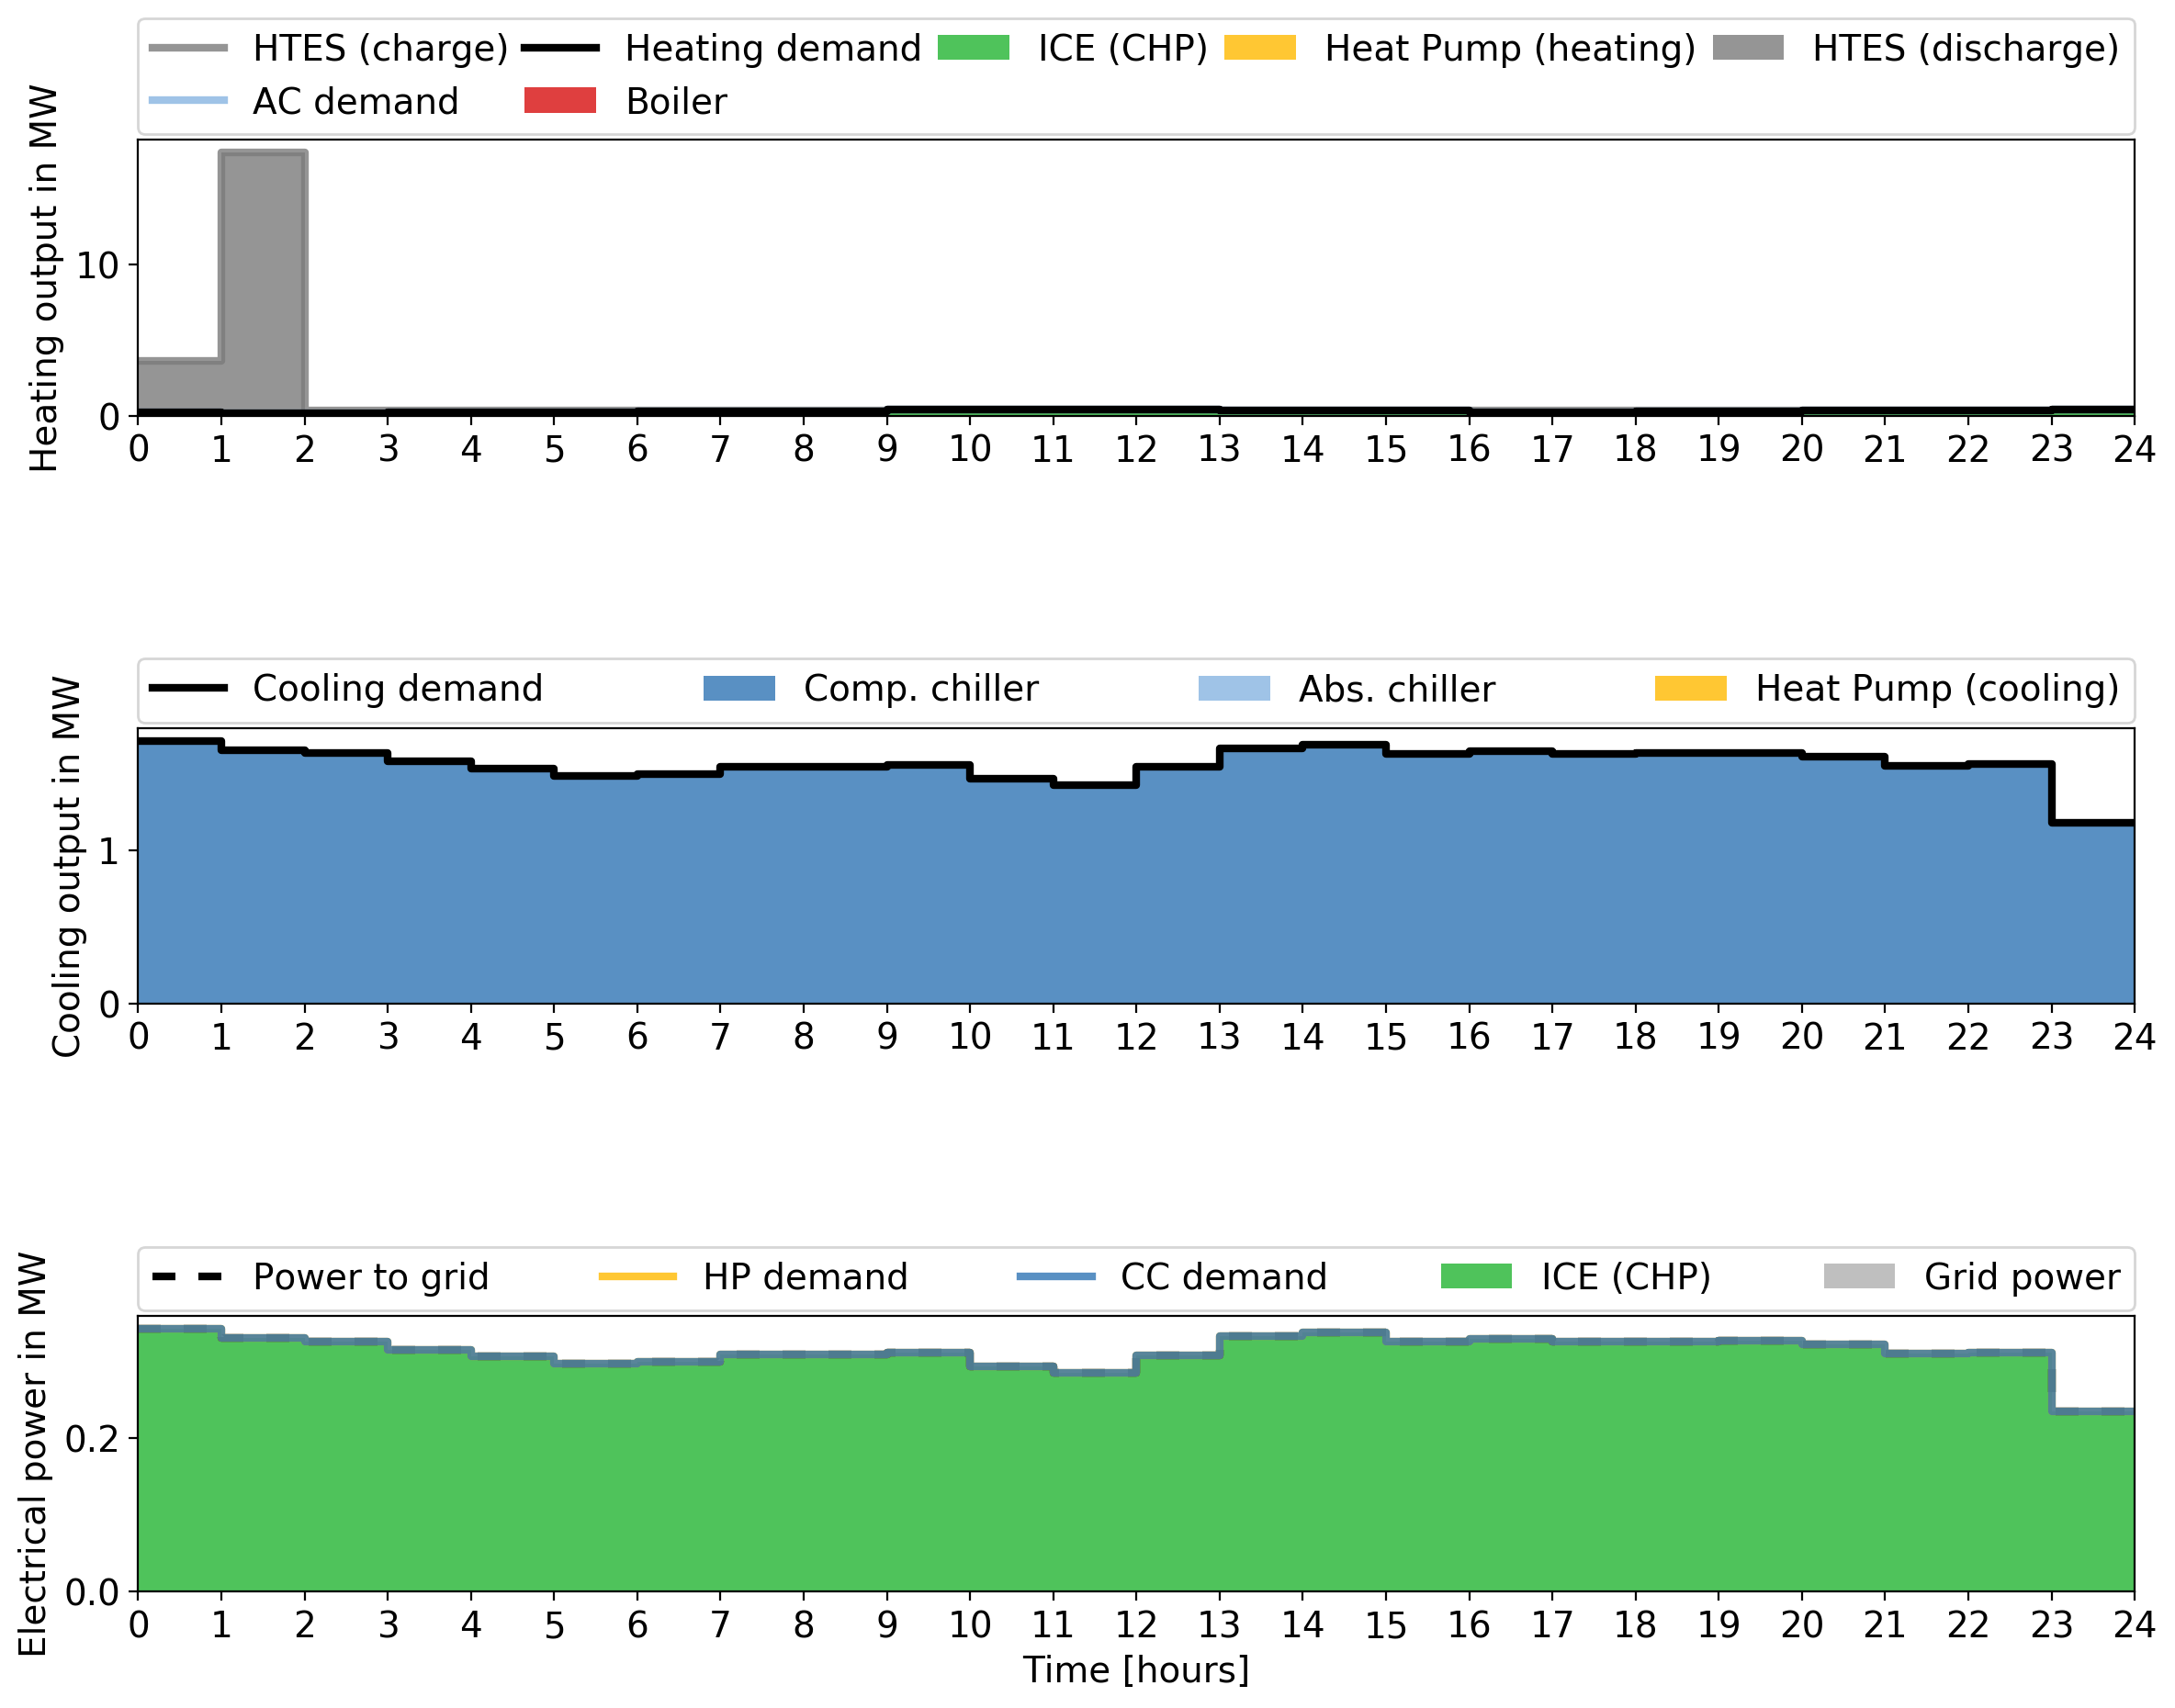 HTES (charge) Heating demand ICE (CHP) Heat Pump (heating) HTES (discharge)
AC demand Boiler
Heating output in MW
10
0
0 1 2 3 4 5 6 7 8 9 10 11 12 13 14 15 16 17 18 19 20 21 22 23 24
Cooling demand Comp. chiller Abs. chiller Heat Pump (cooling)
Cooling output in MW
1
0
0 1 2 3 4 5 6 7 8 9 10 11 12 13 14 15 16 17 18 19 20 21 22 23 24
Power to grid HP demand CC demand ICE (CHP) Grid power
Electrical power in MW
0.2
0.0
0 1 2 3 4 5 6 7 8 9 10 11 12 13 14 15 16 17 18 19 20 21 22 23 24
Time [hours]